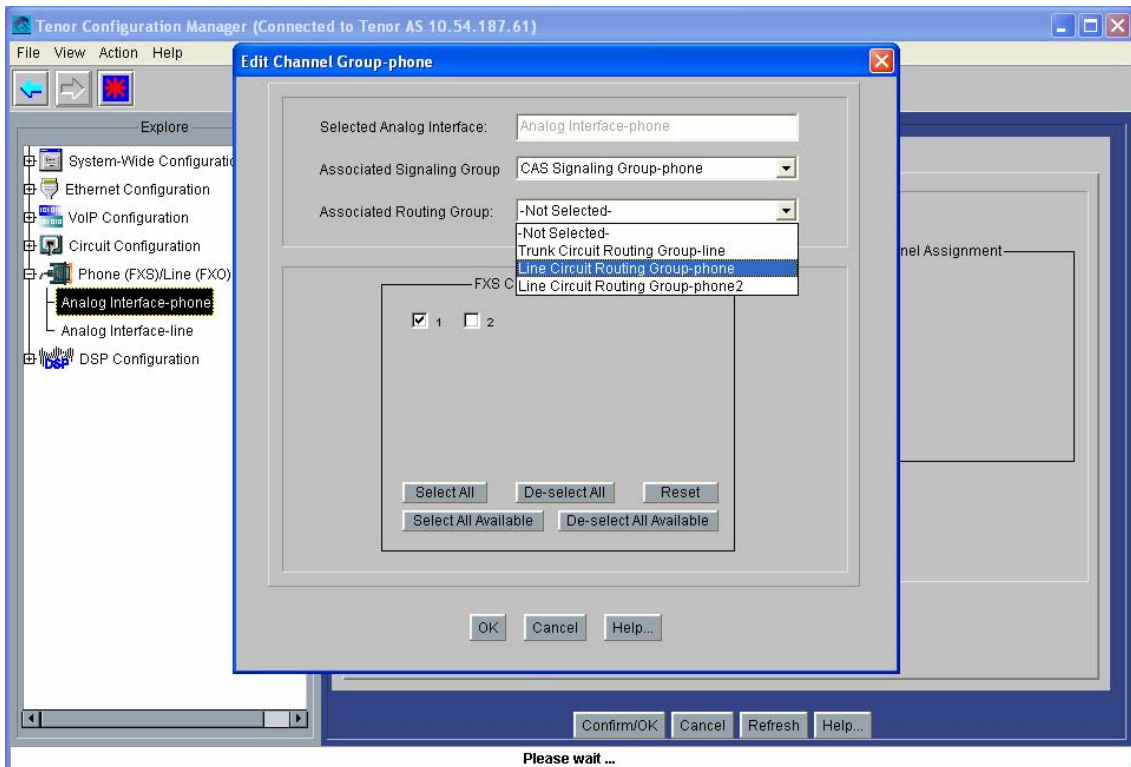 Tenor Configuration Manager (Connected to Tenor AS 10.54.187.61)
File View Action Help
Edit Channel Group-phone
Explore
System-Wide Configuratio
Ethernet Configuration
VoIP Configuration
Circuit Configuration
Phone (FXS)/Line (FXO)
Analog Interface-phone
Analog Interface-line
DSP
DSP Configuration
Selected Analog Interface: Analog Interface-phone
Associated Signaling Group CAS Signaling Group-phone
Associated Routing Group: -Not Selected-
-Not Selected-
Trunk Circuit Routing Group-line
Line Circuit Routing Group-phone
Line Circuit Routing Group-phone2
nel Assignment
FXS C
1 2
Select All De-select All Reset
Select All Available De-select All Available
OK Cancel Help...
Confirm/OK Cancel Refresh Help...
Please wait ...